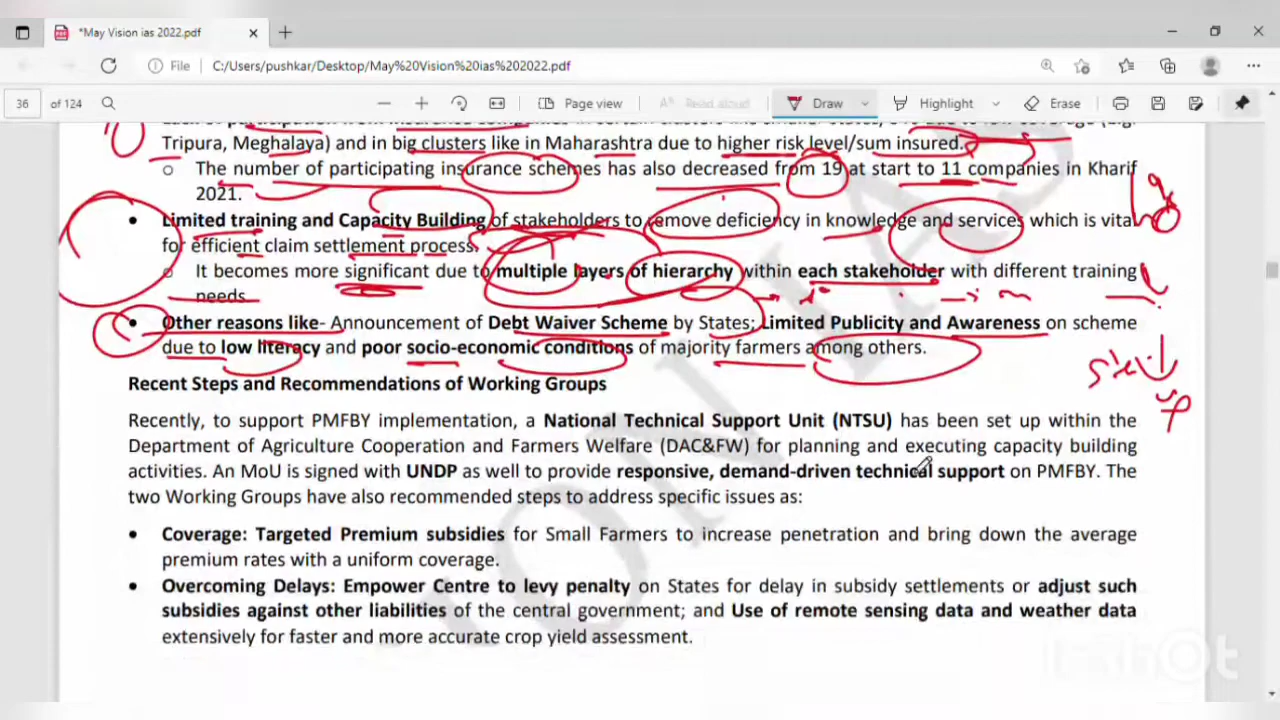 *May Vision ias 2022.pdf
File C:/Users/pushkar/Desktop/May%20Vision%20ias%202022.pdf
36 of 124 Page view Read aloud Draw Highlight Erase
Tripura, Meghalaya) and in big clusters like in Maharashtra due to higher risk level/sum insured.
o The number of participating insurance schemes has also decreased from 19 at start to 11 companies in Kharif
2021.
• Limited training and Capacity Building of stakeholders to remove deficiency in knowledge and services which is vital
for efficient claim settlement process.
o It becomes more significant due to multiple layers of hierarchy within each stakeholder with different training
needs.
• Other reasons like- Announcement of Debt Waiver Scheme by States; Limited Publicity and Awareness on scheme
due to low literacy and poor socio-economic conditions of majority farmers among others.
Recent Steps and Recommendations of Working Groups
Recently, to support PMFBY implementation, a National Technical Support Unit (NTSU) has been set up within the
Department of Agriculture Cooperation and Farmers Welfare (DAC&FW) for planning and executing capacity building
activities. An MoU is signed with UNDP as well to provide responsive, demand-driven technical support on PMFBY. The
two Working Groups have also recommended steps to address specific issues as:
• Coverage: Targeted Premium subsidies for Small Farmers to increase penetration and bring down the average
premium rates with a uniform coverage.
• Overcoming Delays: Empower Centre to levy penalty on States for delay in subsidy settlements or adjust such
subsidies against other liabilities of the central government; and Use of remote sensing data and weather data
extensively for faster and more accurate crop yield assessment.